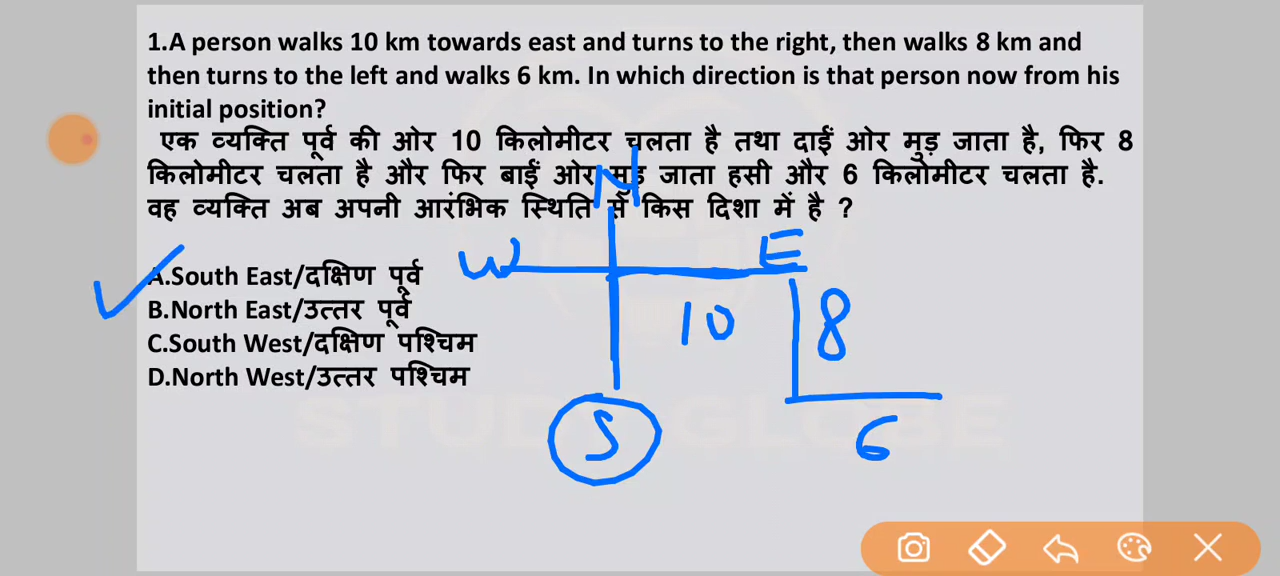 1.A person walks 10 km towards east and turns to the right, then walks 8 km and
then turns to the left and walks 6 km. In which direction is that person now from his
initial position?
एक व्यक्ति पूर्व की ओर 10 किलोमीटर चलता है तथा दाईं ओर मुड़ जाता है, फिर 8
किलोमीटर चलता है और फिर बाईं ओर मुड़ जाता हसी और 6 किलोमीटर चलता है.
वह व्यक्ति अब अपनी आरंभिक स्थिति से किस दिशा में है ?
N
W
E
A.South East/दक्षिण पूर्व
B.North East/उत्तर पूर्व
10
8
C.South West/दक्षिण पश्चिम
D.North West/उत्तर पश्चिम
S
6
STUDY GLOBE